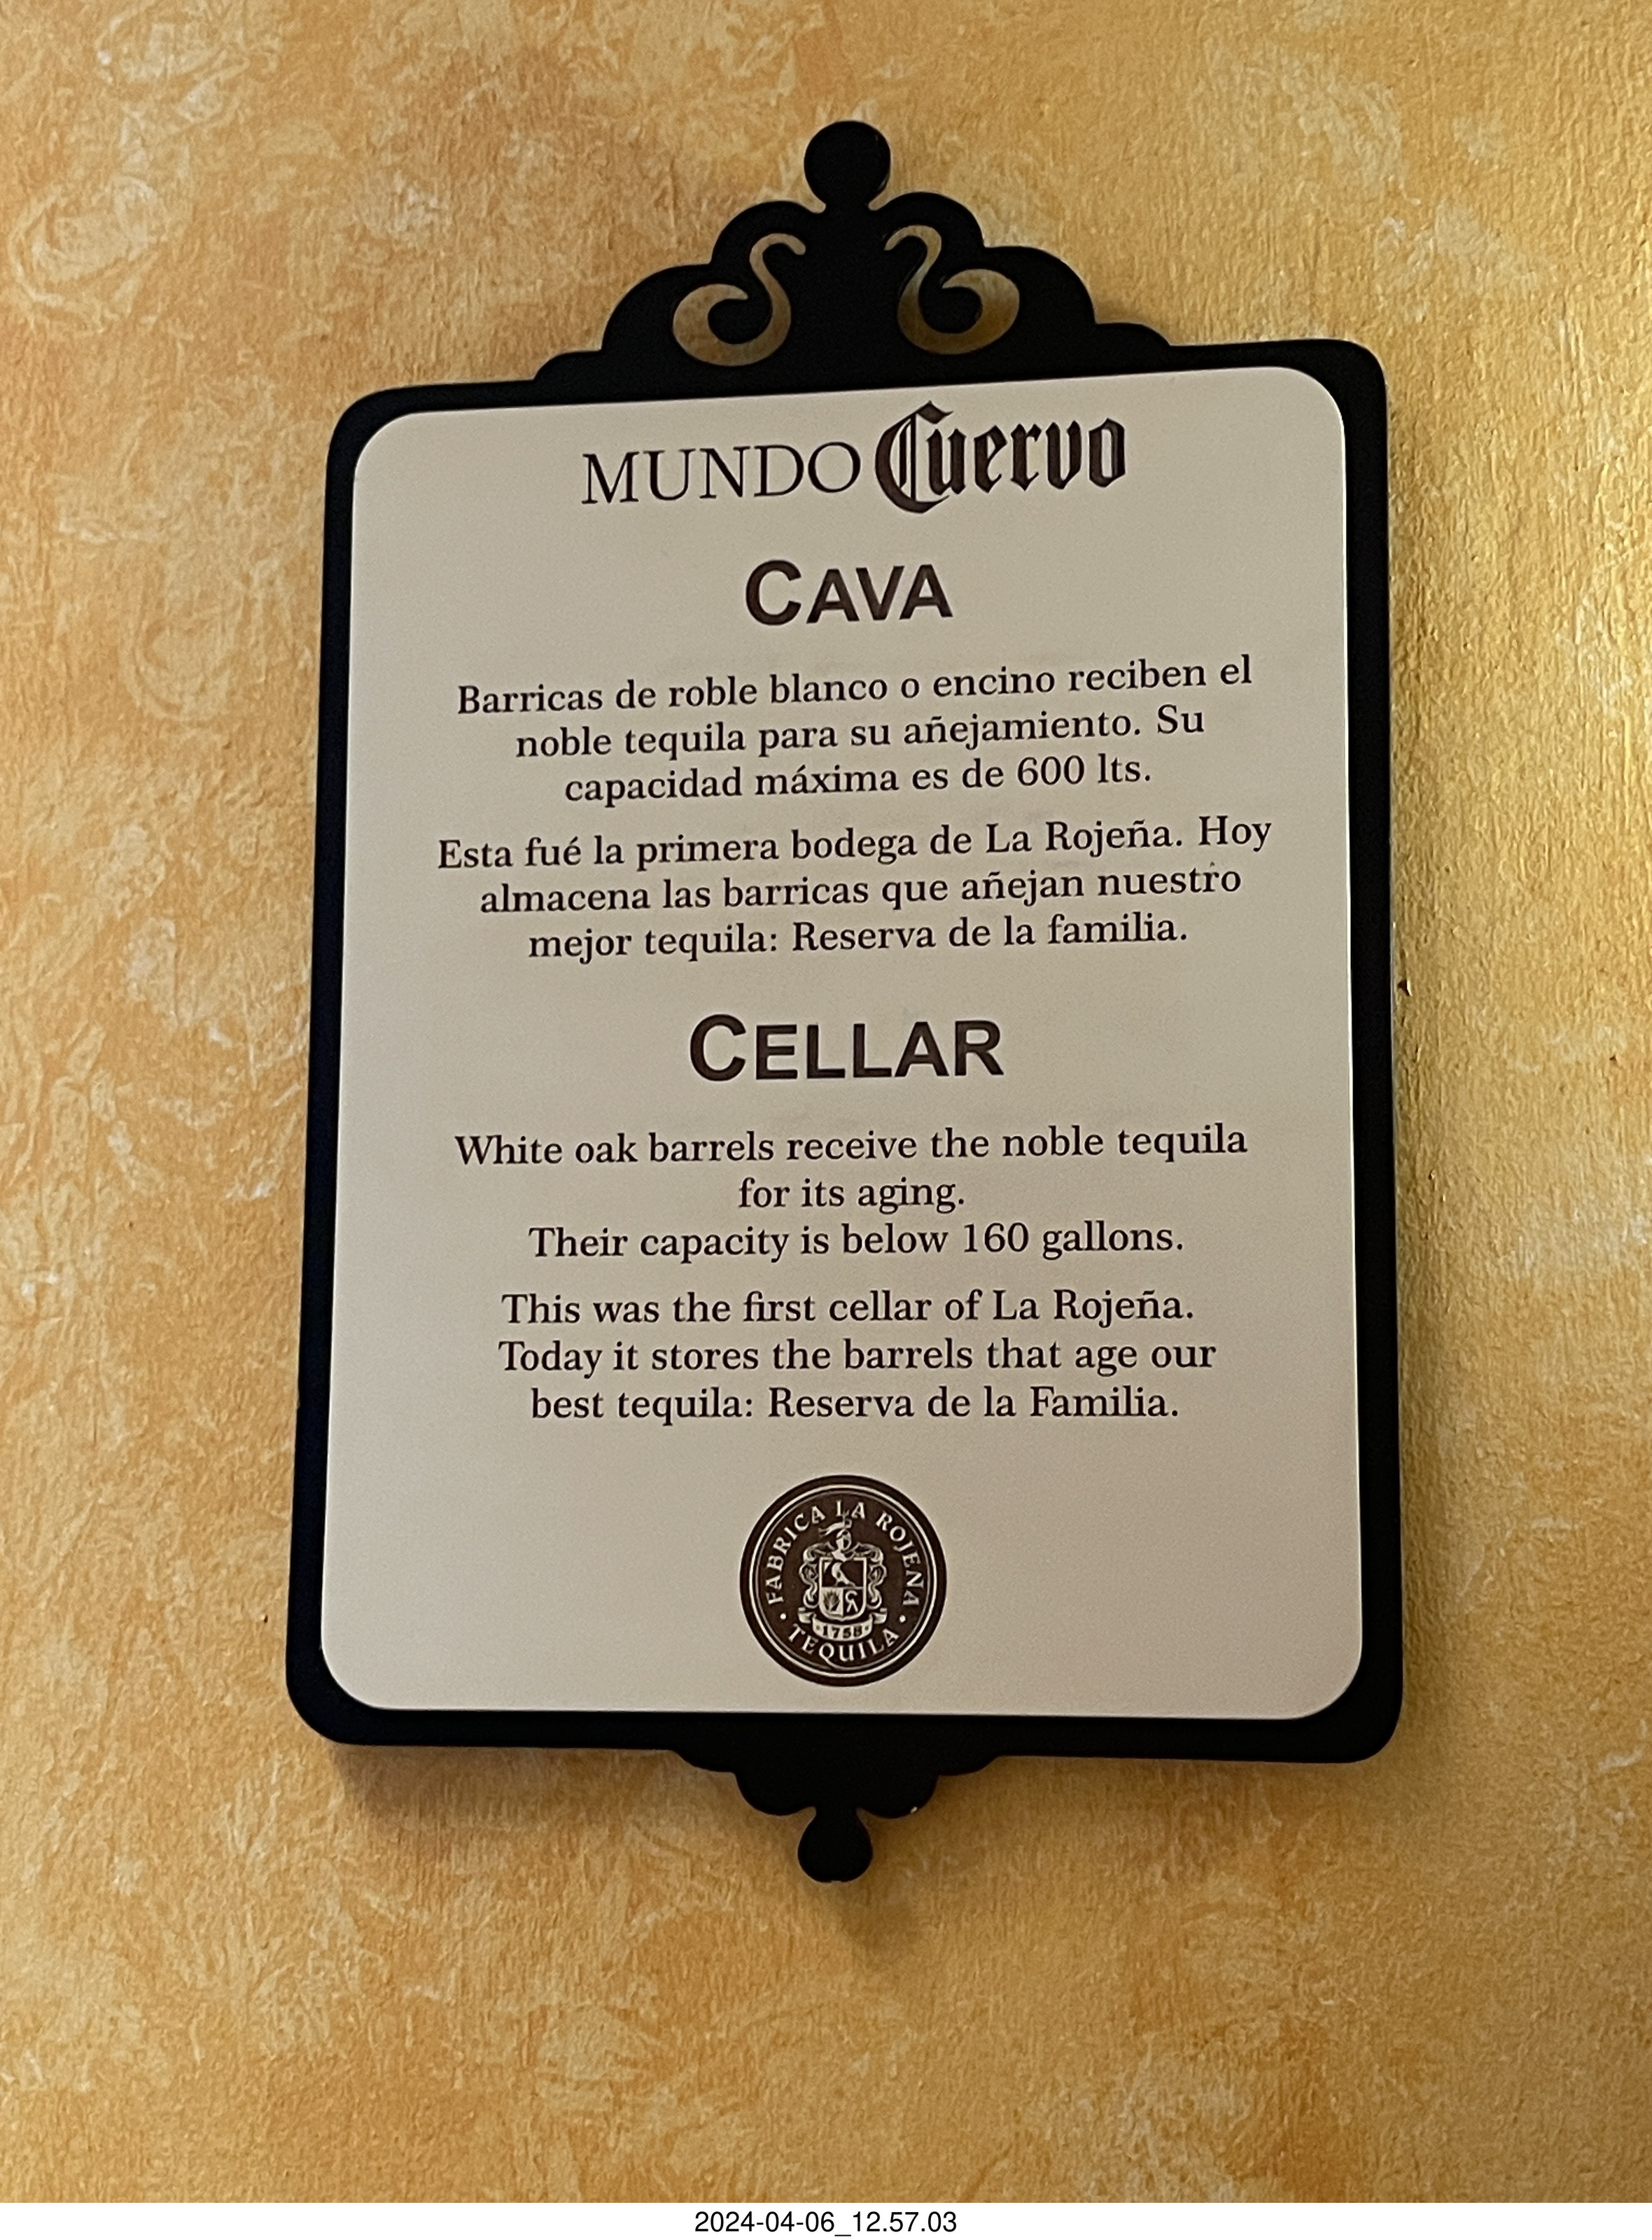 MUNDO Cuervo
CAVA
Barricas de roble blanco o encino reciben el
noble tequila para su añejamiento. Su
capacidad máxima es de 600 lts.
Esta fué la primera bodega de La Rojeña. Hoy
almacena las barricas que añejan nuestro
mejor tequila: Reserva de la familia.
CELLAR
White oak barrels receive the noble tequila
for its aging.
Their capacity is below 160 gallons.
This was the first cellar of La Rojeña.
Today it stores the barrels that age our
best tequila: Reserva de la Familia.
FABRICA LA ROJENA
1758
TEQUILA
2024-04-06_12.57.03